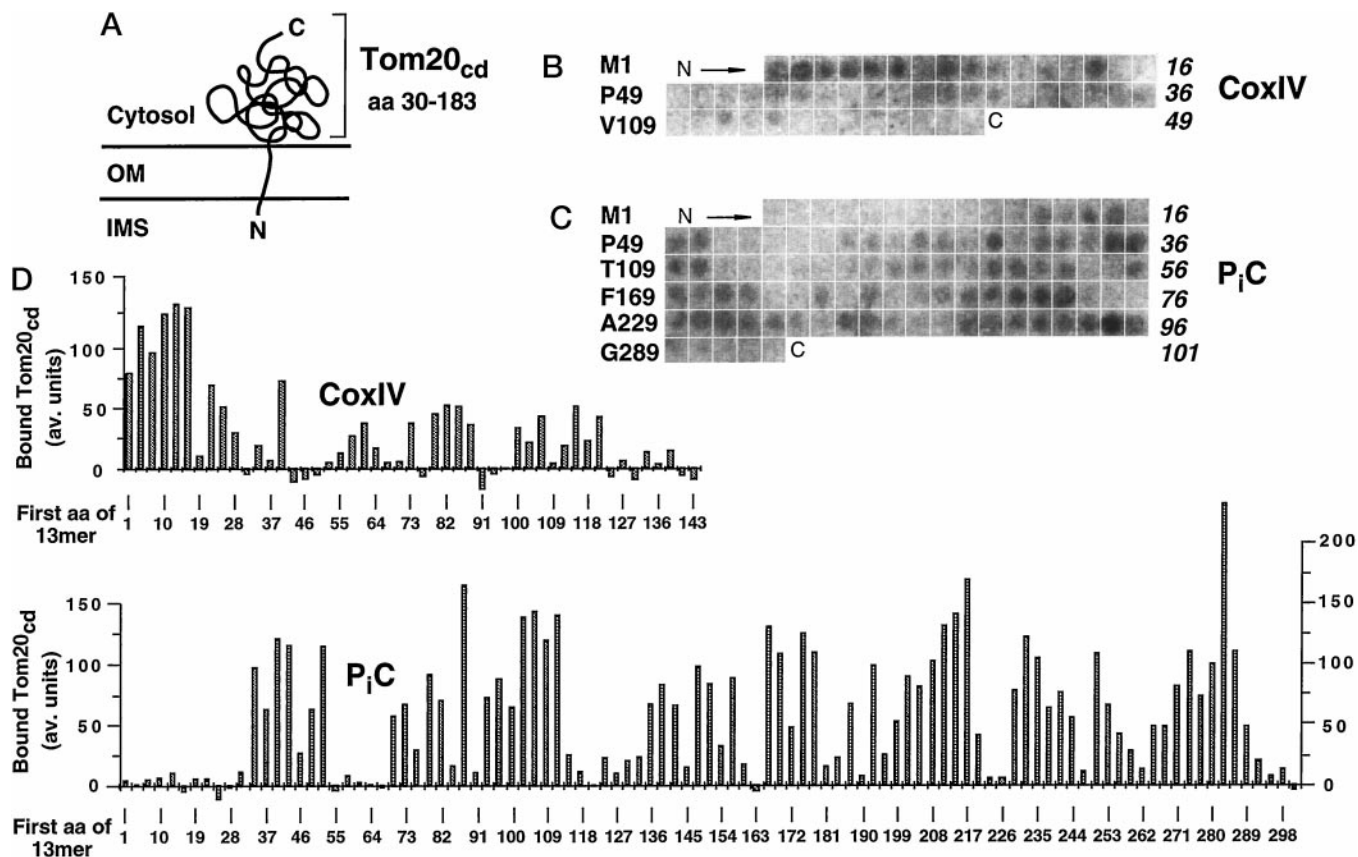 A
C
Tom20cd
aa 30-183
Cytosol
OM
IMS
N
B
M1 N 16
P49 36
V109 C 49
CoxIV
C
M1 N 16
P49 36
T109 56
F169 76
A229 96
G289 C 101
PiC
D
150
100
50
0
Bound Tom20cd
(av. units)
CoxIV
First aa of
13mer
1 10 19 28 37 46 55 64 73 82 91 100 109 118 127 136 143
150
100
50
0
Bound Tom20cd
(av. units)
PiC
200
150
100
50
0
First aa of
13mer
1 10 19 28 37 46 55 64 73 82 91 100 109 118 127 136 145 154 163 172 181 190 199 208 217 226 235 244 253 262 271 280 289 298